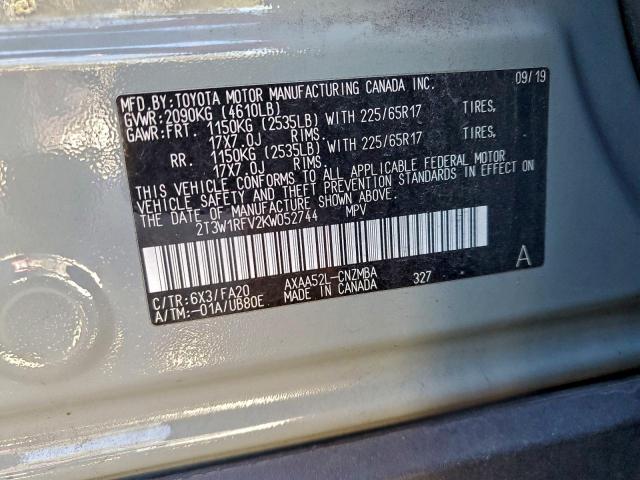 MFD.BY:TOYOTA MOTOR MANUFACTURING CANADA INC. 09/19
GVWR:2090KG (4610LB)
GAWR:FRT. 1150KG (2535LB) WITH 225/65R17 TIRES,
17X7.0J RIMS.
RR. 1150KG (2535LB) WITH 225/65R17 TIRES,
17X7.0J RIMS.
THIS VEHICLE CONFORMS TO ALL APPLICABLE FEDERAL MOTOR
VEHICLE SAFETY AND THEFT PREVENTION STANDARDS IN EFFECT ON
THE DATE OF MANUFACTURE SHOWN ABOVE.
2T3W1RFV2KW052744 MPV
C/TR:6X3/FA20 AXAA52L-CNZMBA 327 A
A/TM:-01A/UB80E MADE IN CANADA